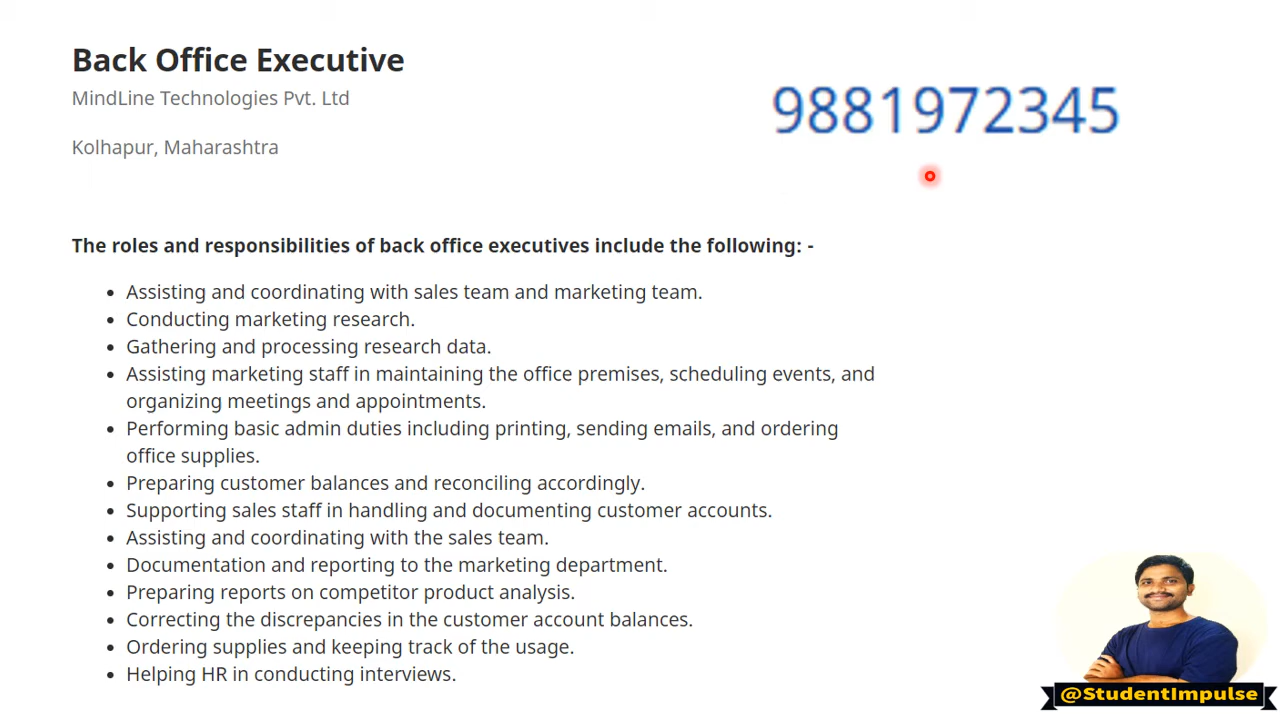 Back Office Executive
MindLine Technologies Pvt. Ltd
9881972345
Kolhapur, Maharashtra
The roles and responsibilities of back office executives include the following: -
• Assisting and coordinating with sales team and marketing team.
• Conducting marketing research.
• Gathering and processing research data.
• Assisting marketing staff in maintaining the office premises, scheduling events, and
organizing meetings and appointments.
• Performing basic admin duties including printing, sending emails, and ordering
office supplies.
• Preparing customer balances and reconciling accordingly.
• Supporting sales staff in handling and documenting customer accounts.
• Assisting and coordinating with the sales team.
• Documentation and reporting to the marketing department.
• Preparing reports on competitor product analysis.
• Correcting the discrepancies in the customer account balances.
• Ordering supplies and keeping track of the usage.
• Helping HR in conducting interviews.
@StudentImpulse